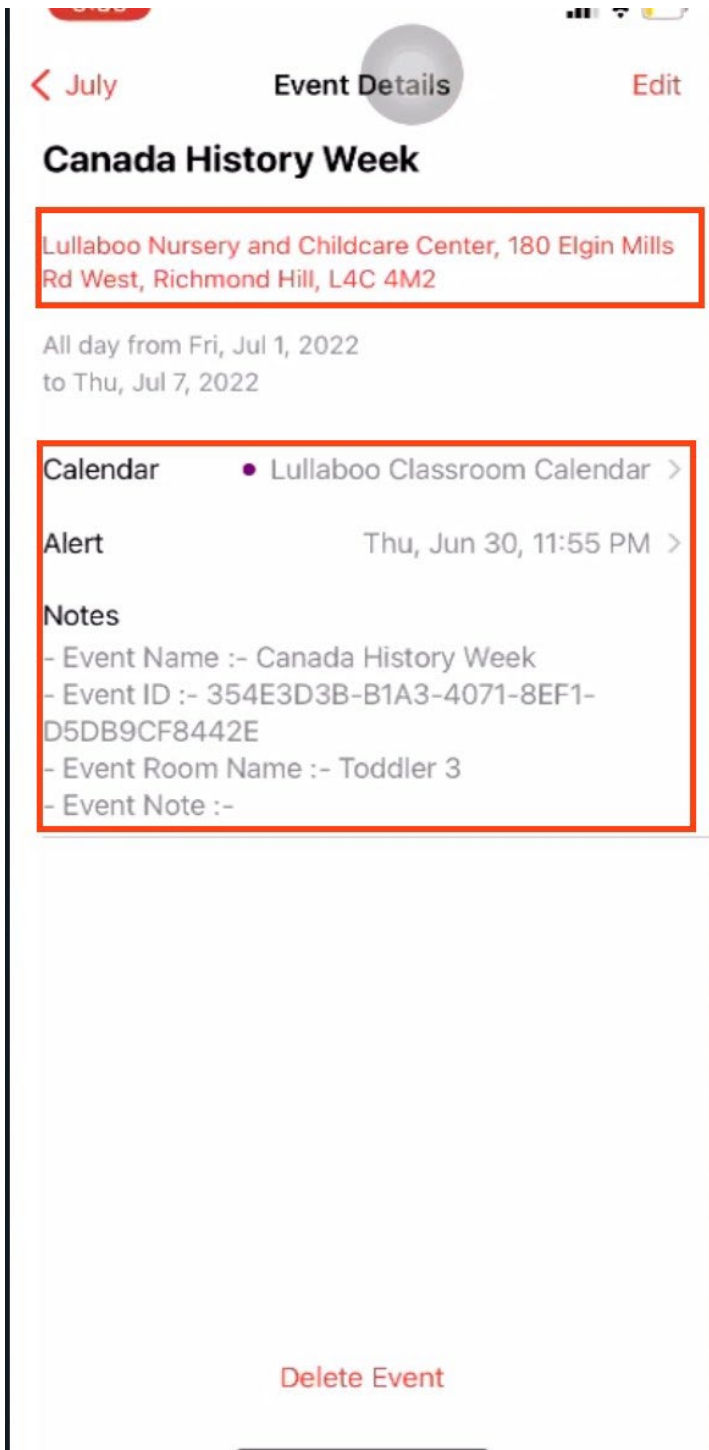 July
Event Details
Edit
Canada History Week
Lullaboo Nursery and Childcare Center, 180 Elgin Mills
Rd West, Richmond Hill, L4C 4M2
All day from Fri, Jul 1, 2022
to Thu, Jul 7, 2022
Calendar • Lullaboo Classroom Calendar >
Alert Thu, Jun 30, 11:55 PM >
Notes
- Event Name :- Canada History Week
- Event ID :- 354E3D3B-B1A3-4071-8EF1-
D5DB9CF8442E
- Event Room Name :- Toddler 3
- Event Note :-
Delete Event